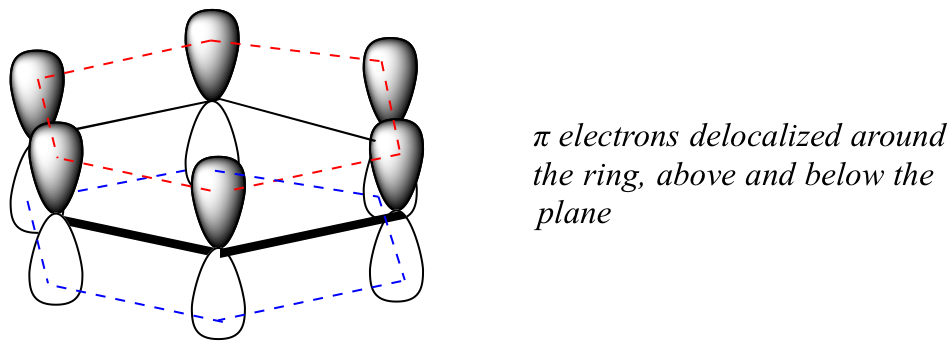 π electrons delocalized around
the ring, above and below the
plane